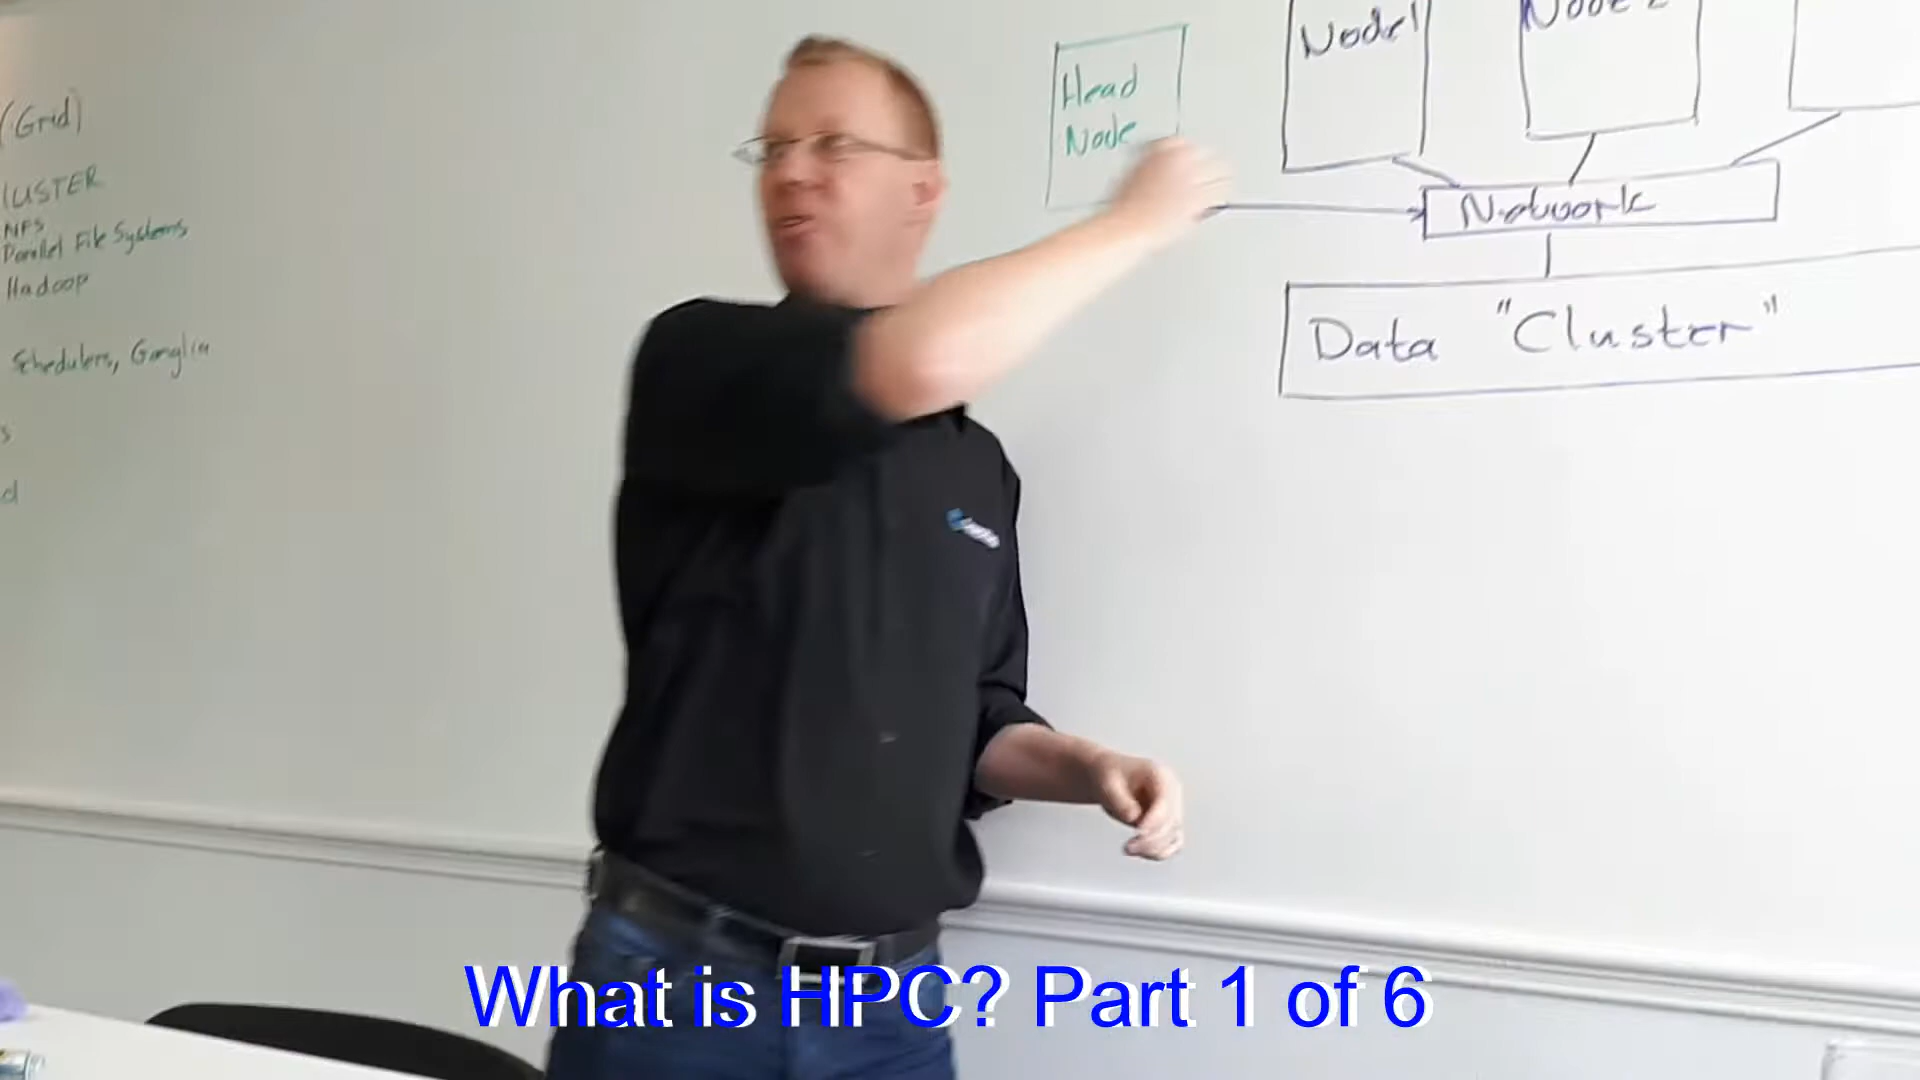 (Grid)
NFS
Parallel File Systems
Hadoop
Schedulers, Ganglia
Head
Node
Node1
Network
Data "Cluster"
What is HPC? Part 1 of 6